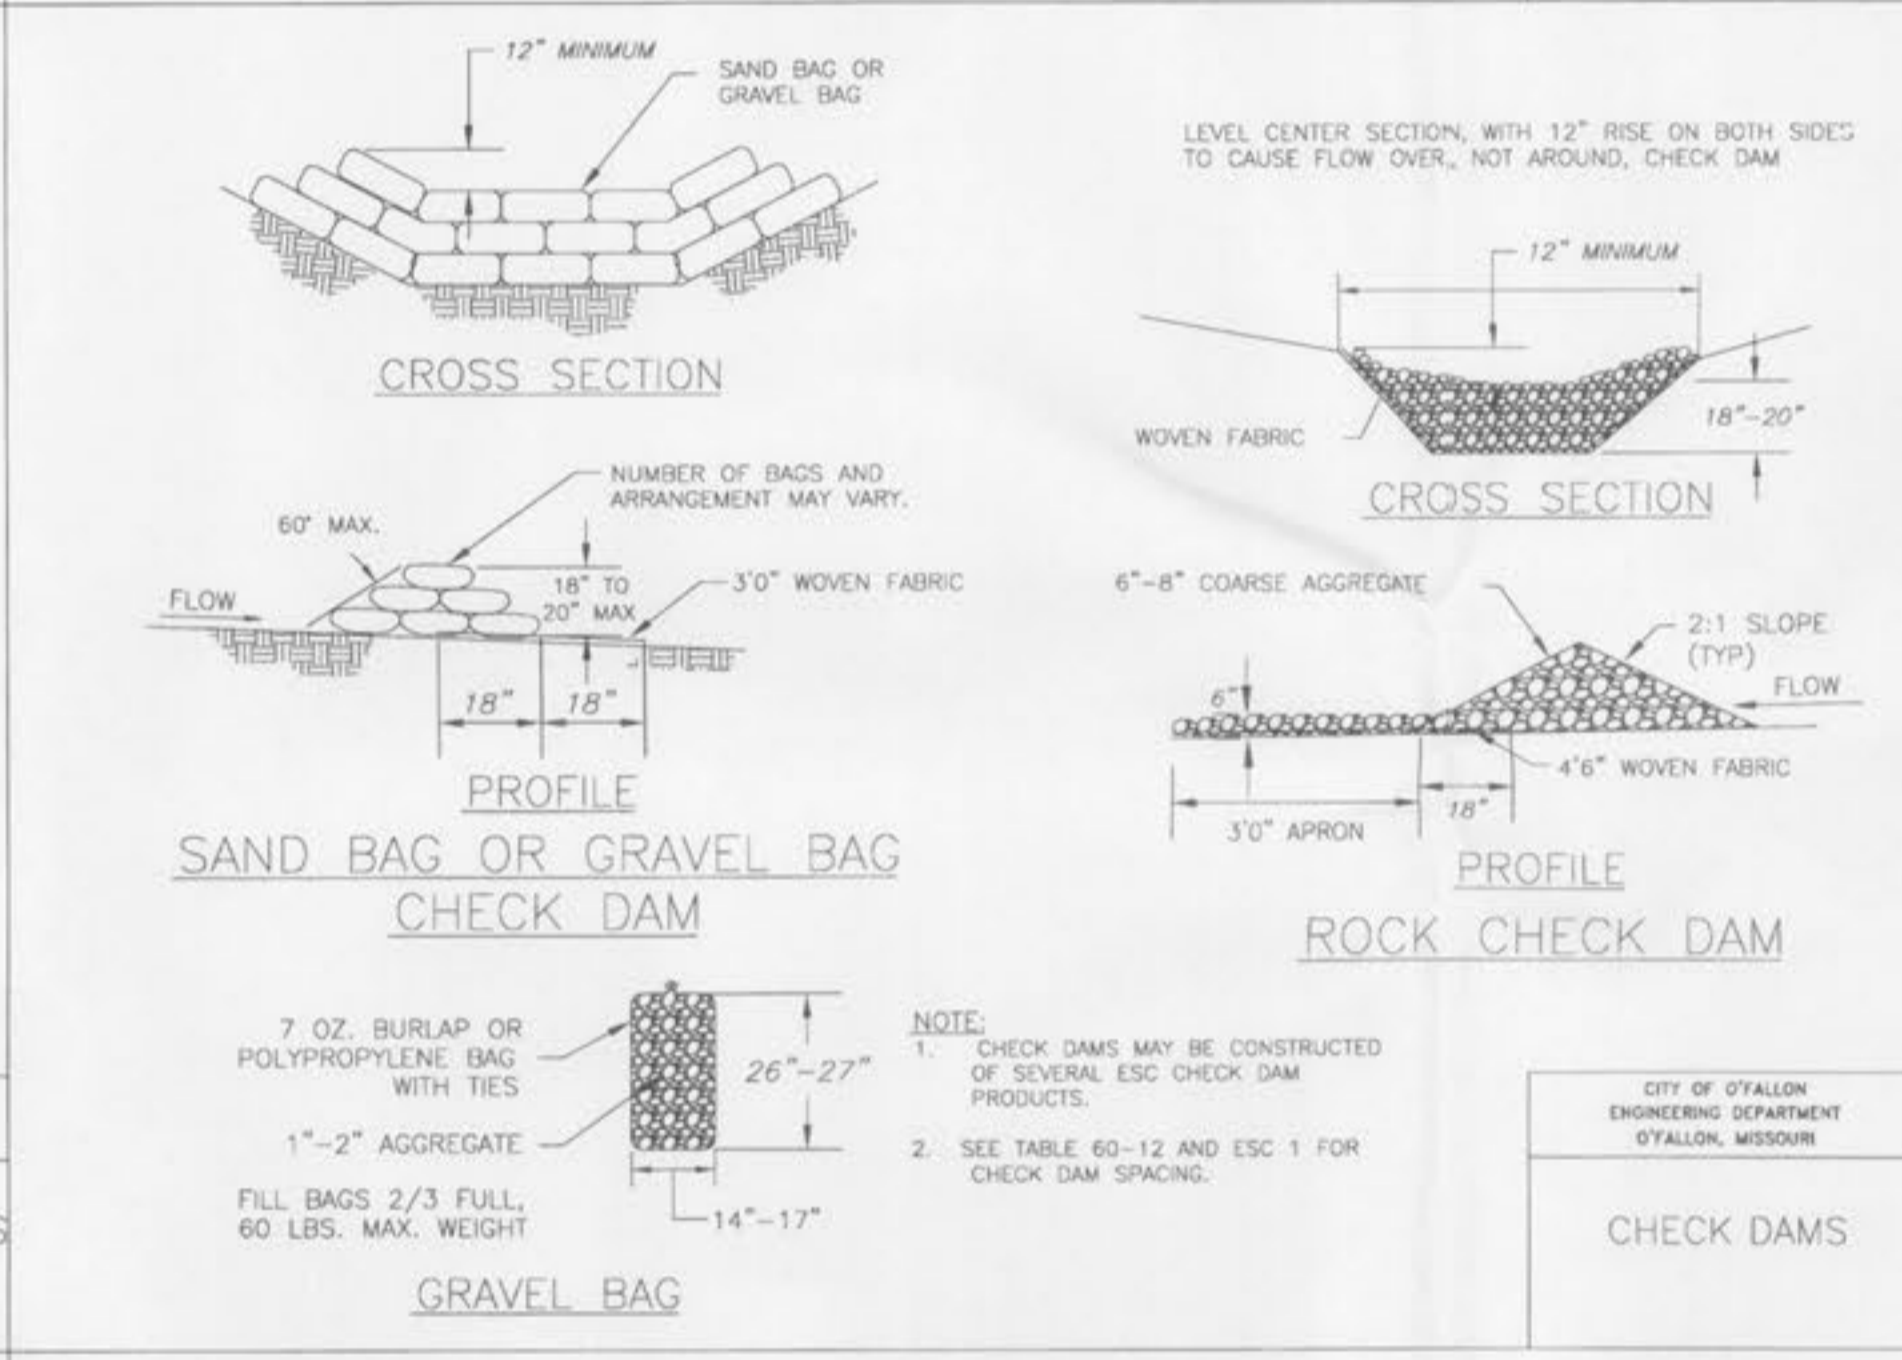 12" MINIMUM
SAND BAG OR
GRAVEL BAG
CROSS SECTION
NUMBER OF BAGS AND
ARRANGEMENT MAY VARY.
60° MAX.
FLOW
18" TO
20" MAX
3'0" WOVEN FABRIC
18"
18"
PROFILE
SAND BAG OR GRAVEL BAG
CHECK DAM
7 OZ. BURLAP OR
POLYPROPYLENE BAG
WITH TIES
1"-2" AGGREGATE
FILL BAGS 2/3 FULL,
60 LBS. MAX. WEIGHT
26"-27"
14"-17"
GRAVEL BAG
LEVEL CENTER SECTION, WITH 12" RISE ON BOTH SIDES
TO CAUSE FLOW OVER, NOT AROUND, CHECK DAM
12" MINIMUM
WOVEN FABRIC
18"-20"
CROSS SECTION
6"-8" COARSE AGGREGATE
2:1 SLOPE
(TYP)
FLOW
6"
4'6" WOVEN FABRIC
18"
3'0" APRON
PROFILE
ROCK CHECK DAM
NOTE:
1. CHECK DAMS MAY BE CONSTRUCTED
OF SEVERAL ESC CHECK DAM
PRODUCTS.
2. SEE TABLE 60-12 AND ESC 1 FOR
CHECK DAM SPACING.
CITY OF O'FALLON
ENGINEERING DEPARTMENT
O'FALLON, MISSOURI
CHECK DAMS